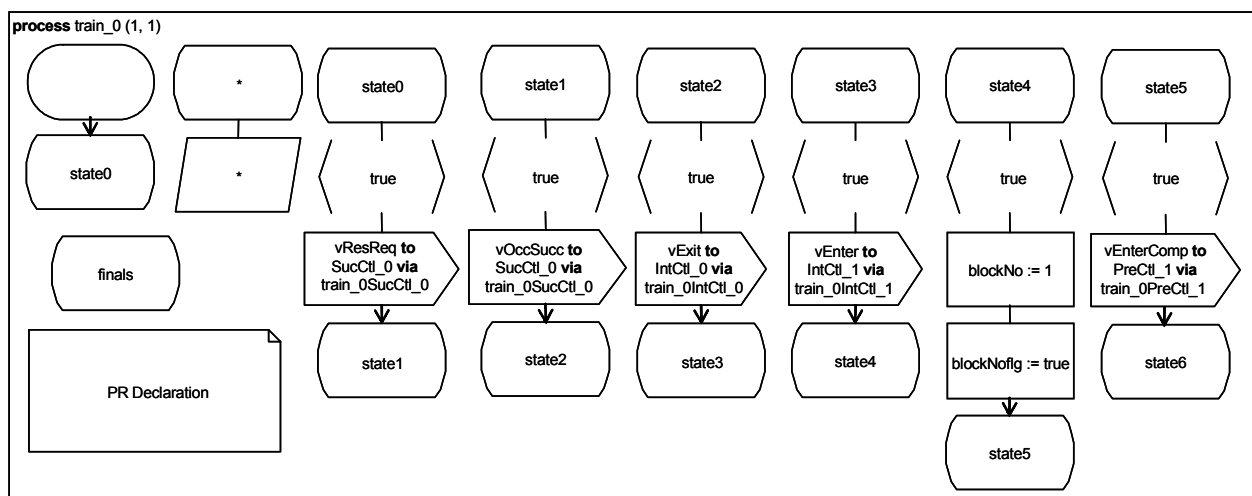 process train_0 (1, 1)
state0
*
*
finals
PR Declaration
state0
true
vResReq to
SucCtl_0 via
train_0SucCtl_0
state1
state1
true
vOccSucc to
SucCtl_0 via
train_0SucCtl_0
state2
state2
true
vExit to
IntCtl_0 via
train_0IntCtl_0
state3
state3
true
vEnter to
IntCtl_1 via
train_0IntCtl_1
state4
state4
true
blockNo := 1
blockNoflg := true
state5
state5
true
vEnterComp to
PreCtl_1 via
train_0PreCtl_1
state6